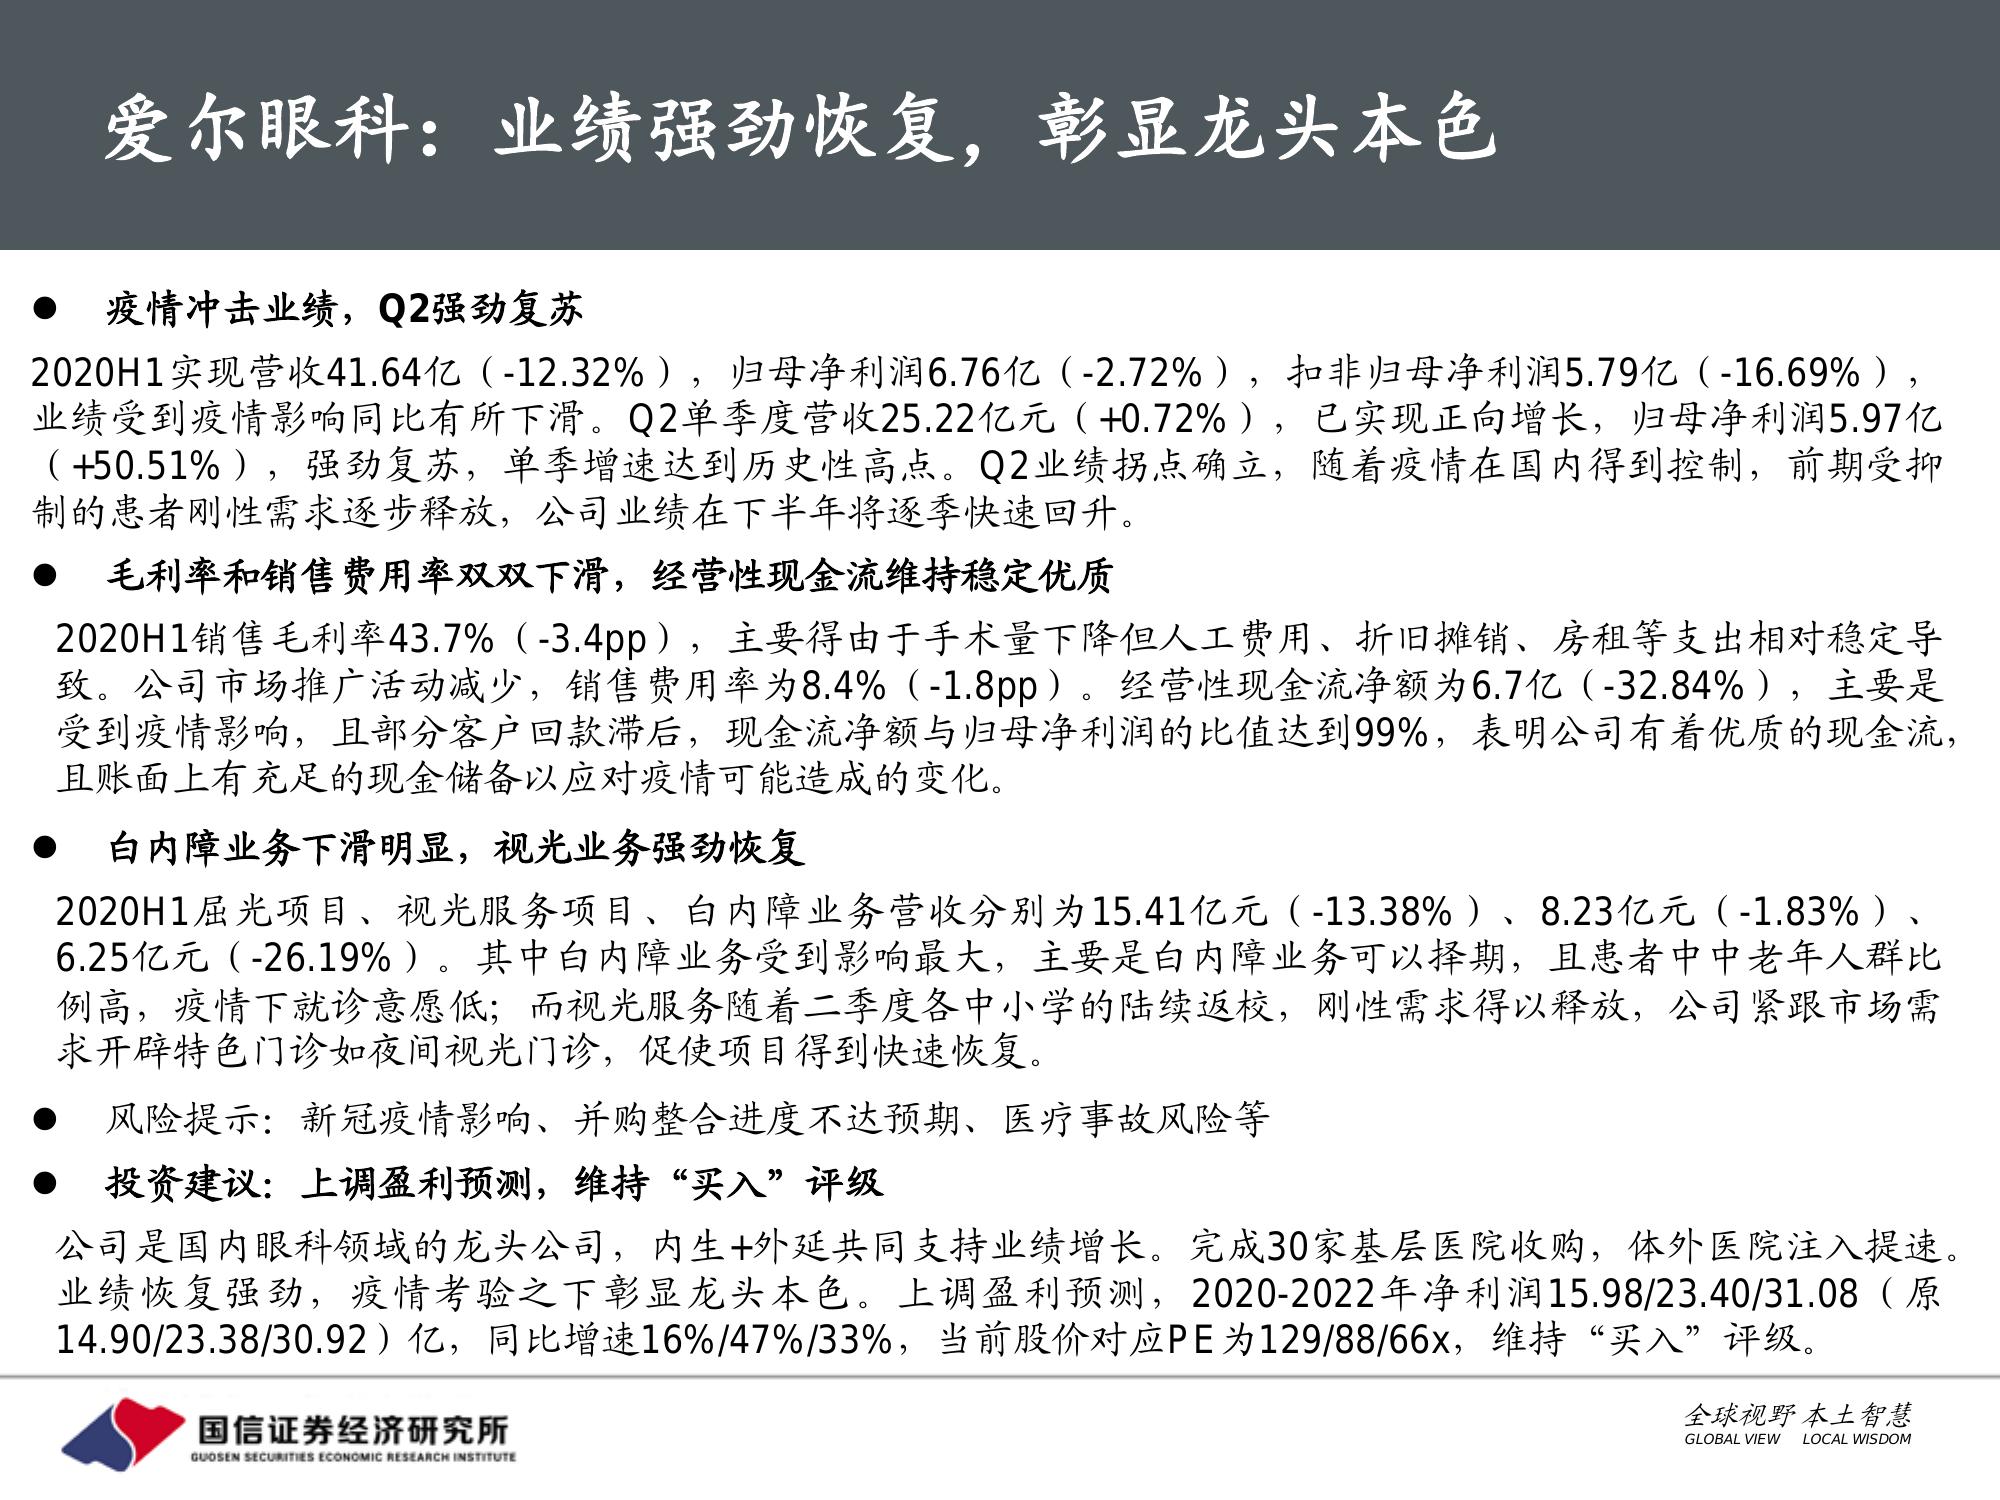 爱尔眼科：业绩强劲恢复，彰显龙头本色
● 疫情冲击业绩，Q2强劲复苏
2020H1实现营收41.64亿（-12.32%），归母净利润6.76亿（-2.72%），扣非归母净利润5.79亿（-16.69%），
业绩受到疫情影响同比有所下滑。Q2单季度营收25.22亿元（+0.72%），已实现正向增长，归母净利润5.97亿
（+50.51%），强劲复苏，单季增速达到历史性高点。Q2业绩拐点确立，随着疫情在国内得到控制，前期受抑
制的患者刚性需求逐步释放，公司业绩在下半年将逐季快速回升。
● 毛利率和销售费用率双双下滑，经营性现金流维持稳定优质
2020H1销售毛利率43.7%（-3.4pp），主要得由于手术量下降但人工费用、折旧摊销、房租等支出相对稳定导
致。公司市场推广活动减少，销售费用率为8.4%（-1.8pp）。经营性现金流净额为6.7亿（-32.84%），主要是
受到疫情影响，且部分客户回款滞后，现金流净额与归母净利润的比值达到99%，表明公司有着优质的现金流，
且账面上有充足的现金储备以应对疫情可能造成的变化。
● 白内障业务下滑明显，视光业务强劲恢复
2020H1屈光项目、视光服务项目、白内障业务营收分别为15.41亿元（-13.38%）、8.23亿元（-1.83%）、
6.25亿元（-26.19%）。其中白内障业务受到影响最大，主要是白内障业务可以择期，且患者中中老年人群比
例高，疫情下就诊意愿低；而视光服务随着二季度各中小学的陆续返校，刚性需求得以释放，公司紧跟市场需
求开辟特色门诊如夜间视光门诊，促使项目得到快速恢复。
● 风险提示：新冠疫情影响、并购整合进度不达预期、医疗事故风险等
● 投资建议：上调盈利预测，维持“买入”评级
公司是国内眼科领域的龙头公司，内生+外延共同支持业绩增长。完成30家基层医院收购，体外医院注入提速。
业绩恢复强劲，疫情考验之下彰显龙头本色。上调盈利预测，2020-2022年净利润15.98/23.40/31.08（原
14.90/23.38/30.92）亿，同比增速16%/47%/33%，当前股价对应PE为129/88/66x，维持“买入”评级。
国信证券经济研究所
GUOSEN SECURITIES ECONOMIC RESEARCH INSTITUTE
全球视野 本土智慧
GLOBAL VIEW LOCAL WISDOM